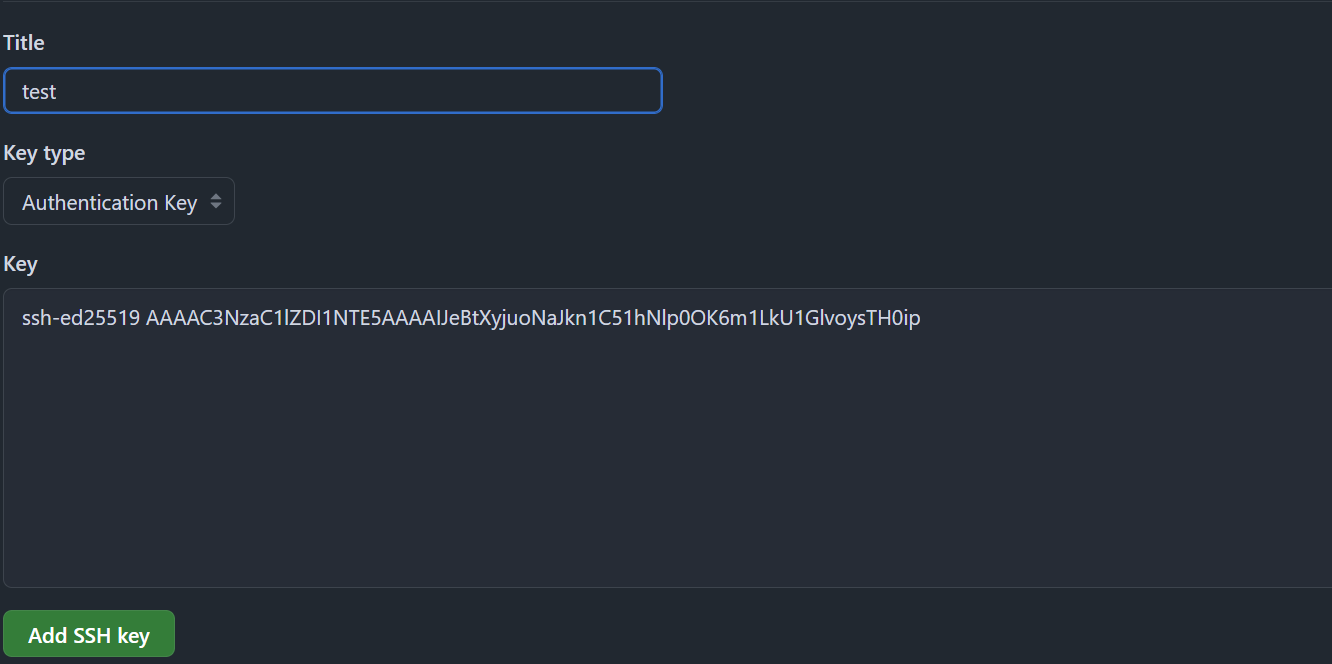 Title
test
Key type
Authentication Key
Key
ssh-ed25519 AAAAC3NzaC1lZDI1NTE5AAAAIJeBtXyjuoNaJkn1C51hNlp0OK6m1LkU1GlvoysTH0ip
Add SSH key